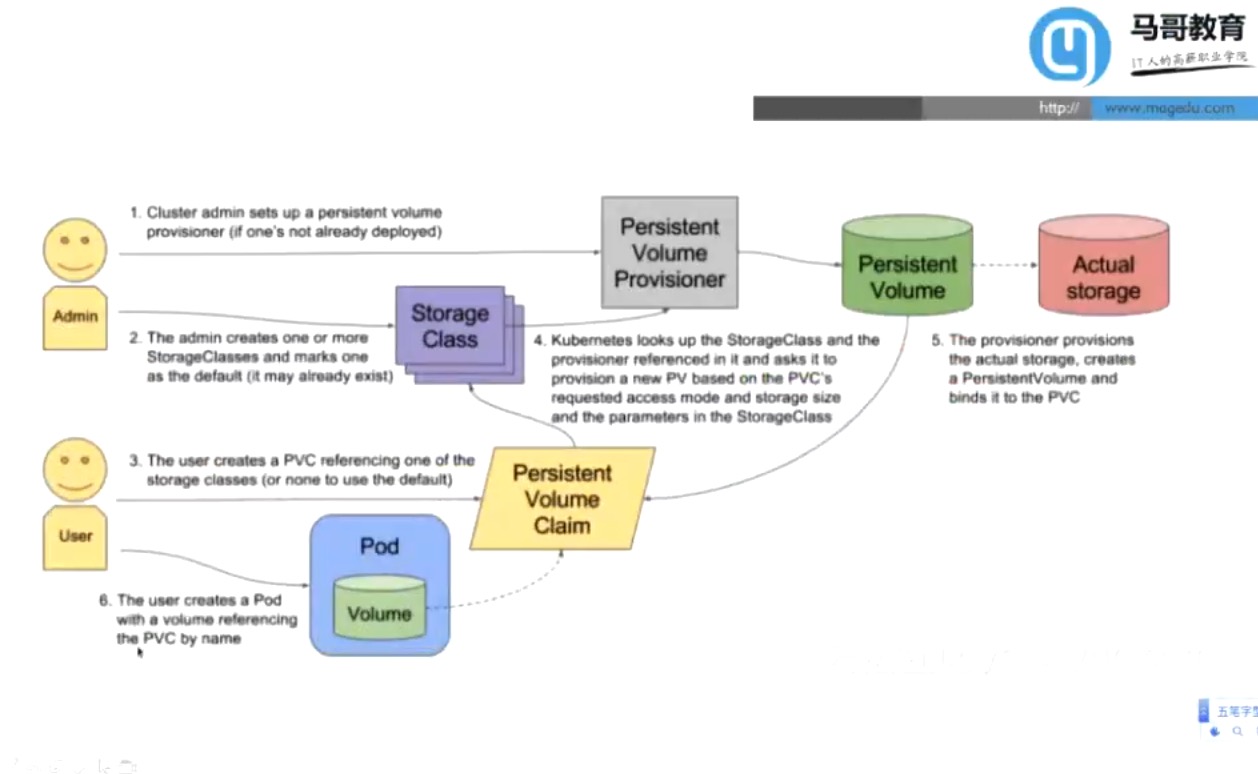 马哥教育
IT人的高薪职业学院
http://
www.magedu.com
1. Cluster admin sets up a persistent volume
provisioner (if one's not already deployed)
Persistent
Volume
Provisioner
Persistent
Volume
Actual
storage
Admin
Storage
Class
2. The admin creates one or more
StorageClasses and marks one
as the default (it may already exist)
4. Kubernetes looks up the StorageClass and the
provisioner referenced in it and asks it to
provision a new PV based on the PVC's
requested access mode and storage size
and the parameters in the StorageClass
5. The provisioner provisions
the actual storage, creates
a PersistentVolume and
binds it to the PVC
3. The user creates a PVC referencing one of the
storage classes (or none to use the default)
Persistent
Volume
Claim
User
Pod
Volume
6. The user creates a Pod
with a volume referencing
the PVC by name
五笔字型